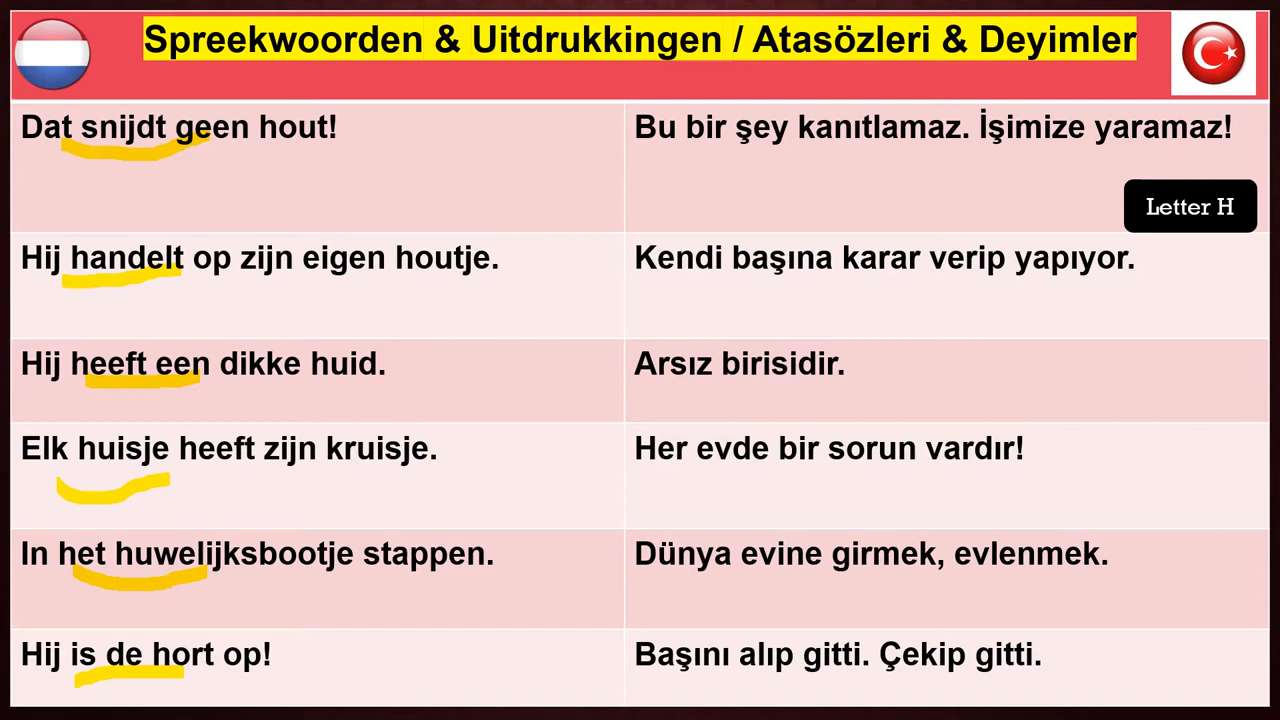 Spreekwoorden & Uitdrukkingen / Atasözleri & Deyimler
Dat snijdt geen hout!
Bu bir şey kanıtlamaz. İşimize yaramaz!
Letter H
Hij handelt op zijn eigen houtje.
Kendi başına karar verip yapıyor.
Hij heeft een dikke huid.
Arsız birisidir.
Elk huisje heeft zijn kruisje.
Her evde bir sorun vardır!
In het huwelijksbootje stappen.
Dünya evine girmek, evlenmek.
Hij is de hort op!
Başını alıp gitti. Çekip gitti.